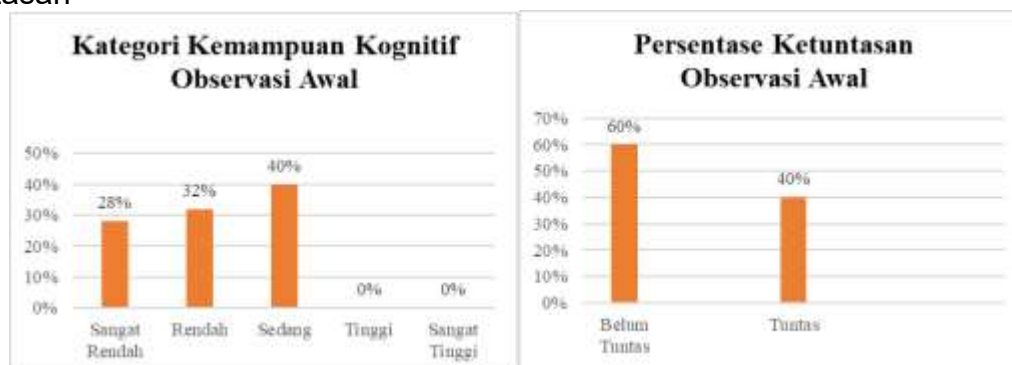 Kategori Kemampuan Kognitif
Observasi Awal
50%
40%
30%
20%
10%
0%
28%
32%
40%
0%
0%
Sangat
Rendah
Rendah
Sedang
Tinggi
Sangat
Tinggi
Persentase Ketuntasan
Observasi Awal
70%
60%
50%
40%
30%
20%
10%
0%
60%
40%
Belum
Tuntas
Tuntas